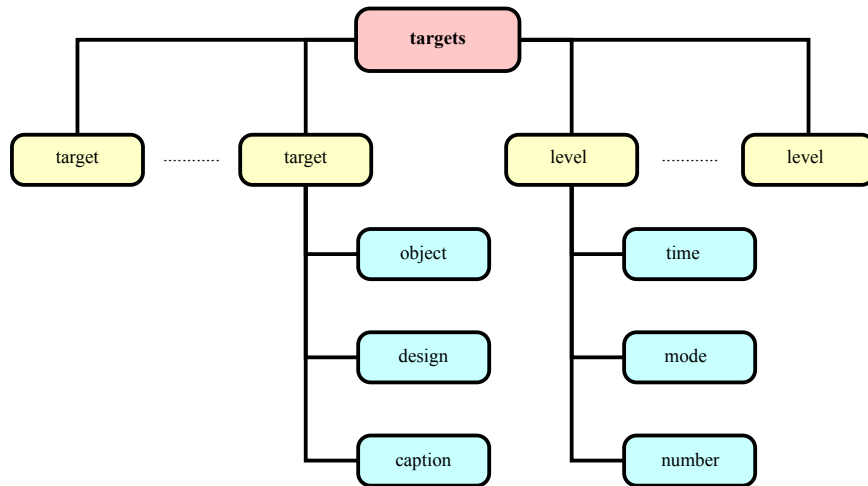 targets
target ............ target level ............ level
object time
design mode
caption number